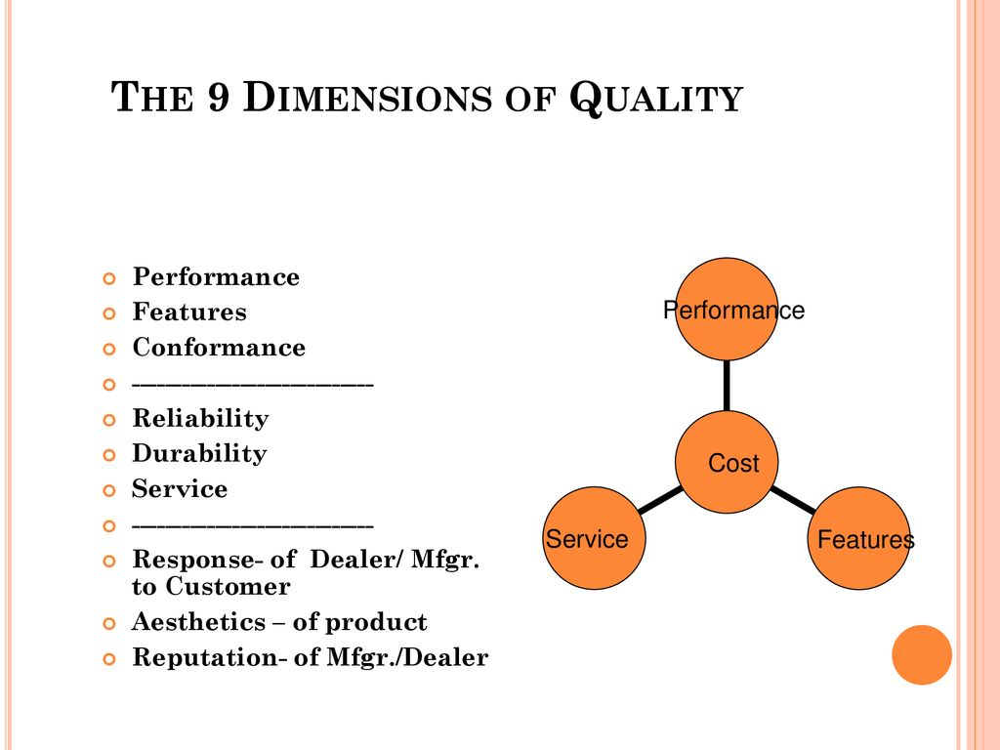 THE 9 DIMENSIONS OF QUALITY
Performance
Features
Conformance
-----------------------------
Reliability
Durability
Service
-----------------------------
Response- of Dealer/ Mfgr.
to Customer
Aesthetics – of product
Reputation- of Mfgr./Dealer
Performance
Cost
Service
Features